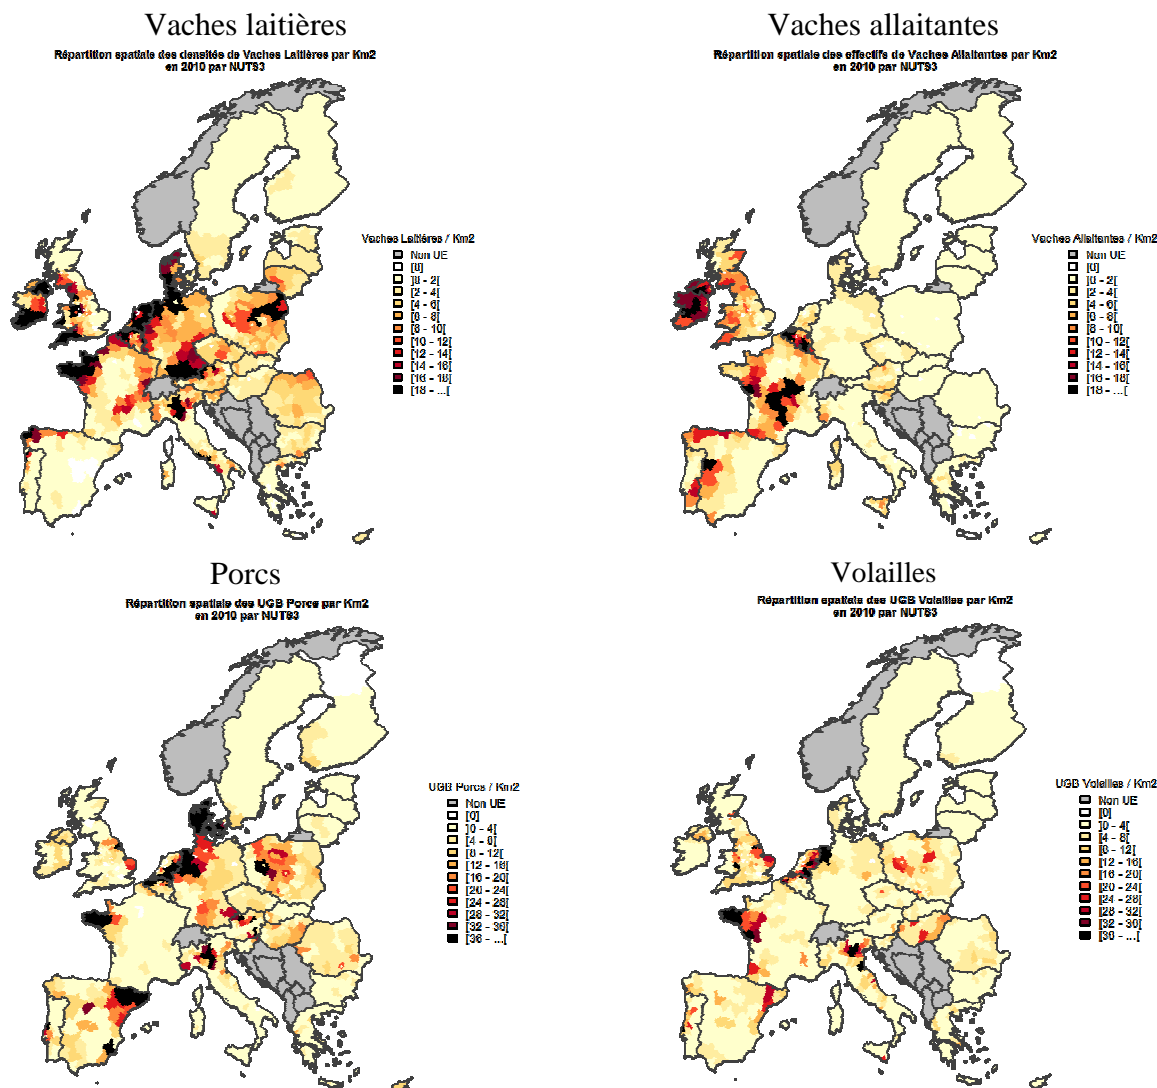 Vaches laitières
Répartition spatiale des densités de Vaches Laitières par Km2
en 2010 par NUTS3
Vaches Laitières / Km2
Non UE
[0]
]0 - 2[
[2 - 4[
[4 - 6[
[6 - 8[
[8 - 10[
[10 - 12[
[12 - 14[
[14 - 16[
[16 - 18[
[18 - ...[
Vaches allaitantes
Répartition spatiale des effectifs de Vaches Allaitantes par Km2
en 2010 par NUTS3
Vaches Allaitantes / Km2
Non UE
[0]
]0 - 2[
[2 - 4[
[4 - 6[
[6 - 8[
[8 - 10[
[10 - 12[
[12 - 14[
[14 - 16[
[16 - 18[
[18 - ...[
Porcs
Répartition spatiale des UGB Porcs par Km2
en 2010 par NUTS3
UGB Porcs / Km2
Non UE
[0]
]0 - 4[
[4 - 8[
[8 - 12[
[12 - 16[
[16 - 20[
[20 - 24[
[24 - 28[
[28 - 32[
[32 - 36[
[36 - ...[
Volailles
Répartition spatiale des UGB Volailles par Km2
en 2010 par NUTS3
UGB Volailles / Km2
Non UE
[0]
]0 - 4[
[4 - 8[
[8 - 12[
[12 - 16[
[16 - 20[
[20 - 24[
[24 - 28[
[28 - 32[
[32 - 36[
[36 - ...[